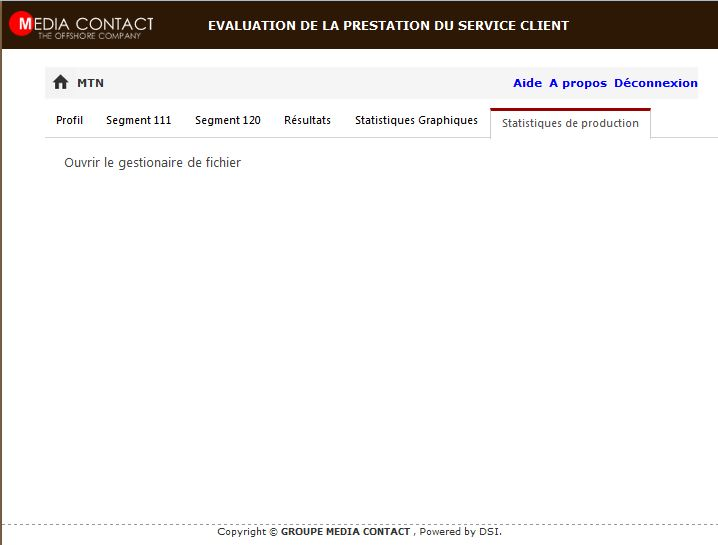 MEDIA CONTACT
THE OFFSHORE COMPANY
EVALUATION DE LA PRESTATION DU SERVICE CLIENT
MTN
Aide A propos Déconnexion
Profil Segment 111 Segment 120 Résultats Statistiques Graphiques Statistiques de production
Ouvrir le gestionaire de fichier
Copyright © GROUPE MEDIA CONTACT , Powered by DSI.